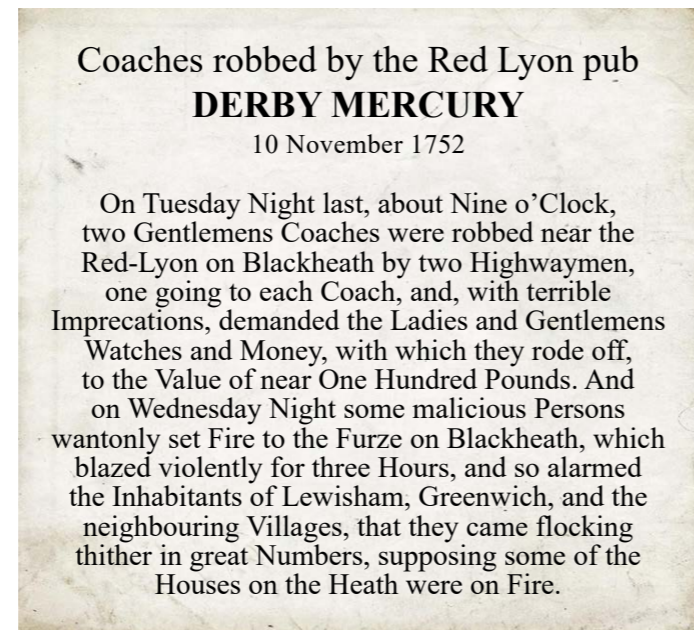 Coaches robbed by the Red Lyon pub
DERBY MERCURY
10 November 1752
On Tuesday Night last, about Nine o’Clock,
two Gentlemens Coaches were robbed near the
Red-Lyon on Blackheath by two Highwaymen,
one going to each Coach, and, with terrible
Imprecations, demanded the Ladies and Gentlemens
Watches and Money, with which they rode off,
to the Value of near One Hundred Pounds. And
on Wednesday Night some malicious Persons
wantonly set Fire to the Furze on Blackheath, which
blazed violently for three Hours, and so alarmed
the Inhabitants of Lewisham, Greenwich, and the
neighbouring Villages, that they came flocking
thither in great Numbers, supposing some of the
Houses on the Heath were on Fire.